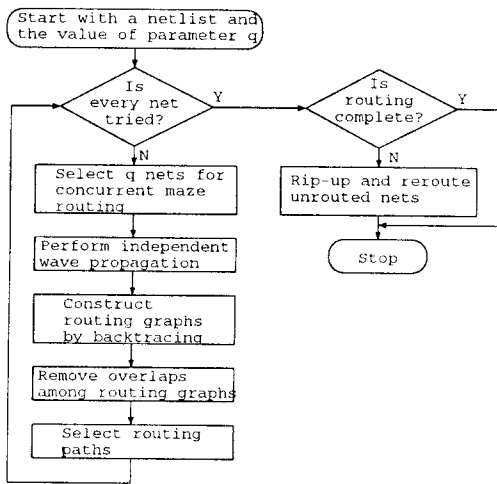 Start with a netlist and
the value of parameter q
Is
every net
tried?
Y
N
Select q nets for
concurrent maze
routing
Perform independent
wave propagation
Construct
routing graphs
by backtracing
Remove overlaps
among routing graphs
Select routing
paths
Is
routing
complete?
Y
N
Rip-up and reroute
unrouted nets
Stop